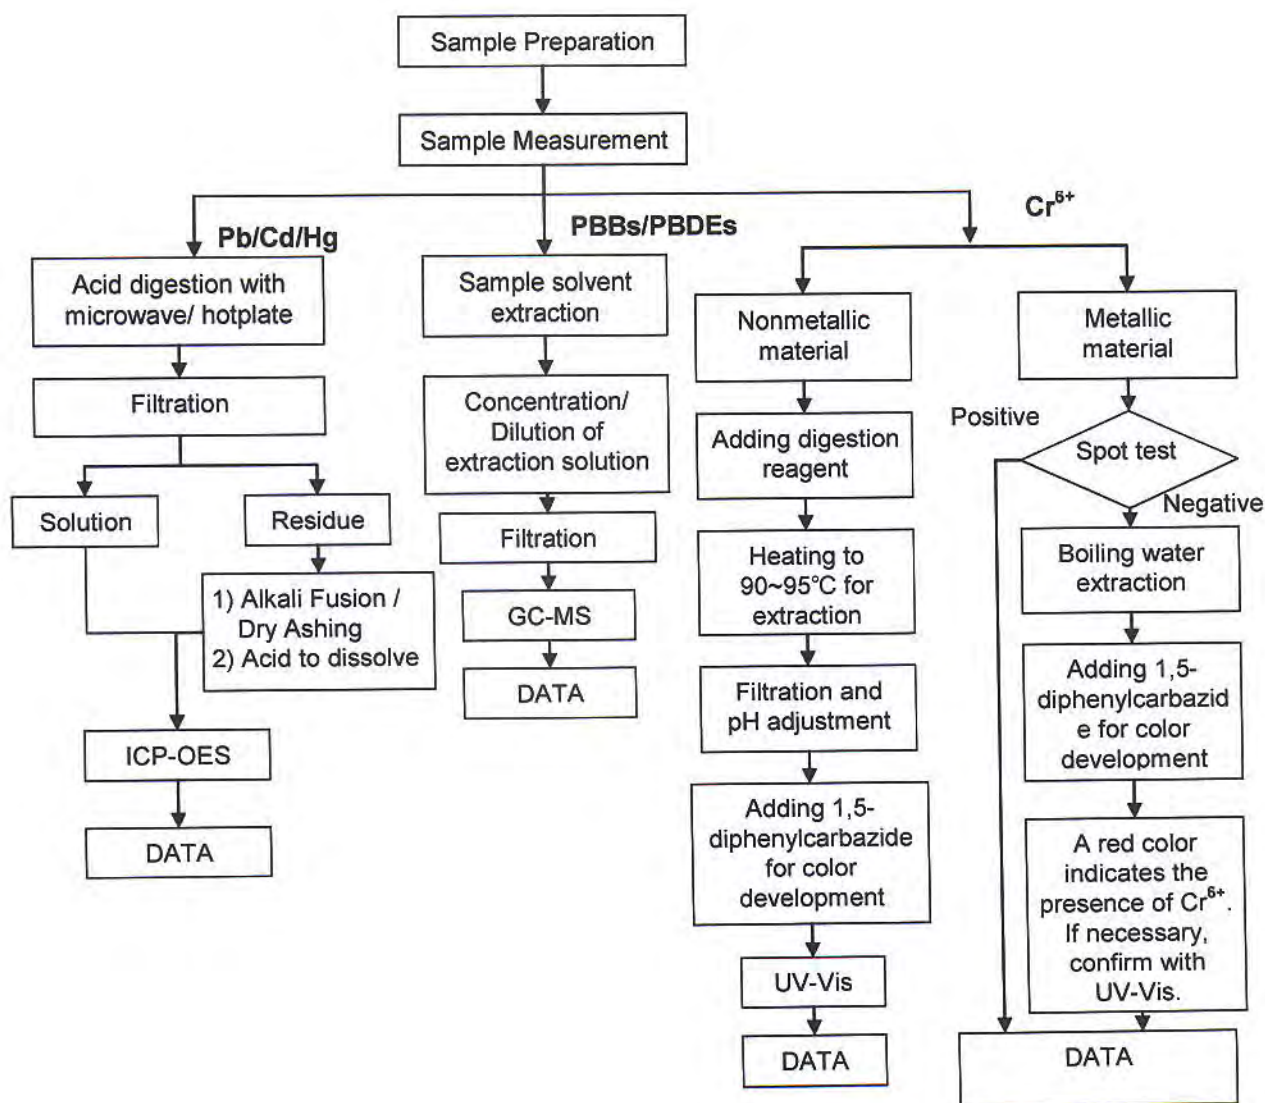 Sample Preparation
Sample Measurement
Pb/Cd/Hg
Acid digestion with
microwave/ hotplate
Filtration
Solution
Residue
1) Alkali Fusion /
Dry Ashing
2) Acid to dissolve
ICP-OES
DATA
PBBs/PBDEs
Sample solvent
extraction
Concentration/
Dilution of
extraction solution
Filtration
GC-MS
DATA
Cr⁶⁺
Nonmetallic
material
Adding digestion
reagent
Heating to
90~95℃ for
extraction
Filtration and
pH adjustment
Adding 1,5-
diphenylcarbazide
for color
development
UV-Vis
DATA
Metallic
material
Positive
Spot test
Negative
Boiling water
extraction
Adding 1,5-
diphenylcarbazid
e for color
development
A red color
indicates the
presence of Cr⁶⁺.
If necessary,
confirm with
UV-Vis.
DATA